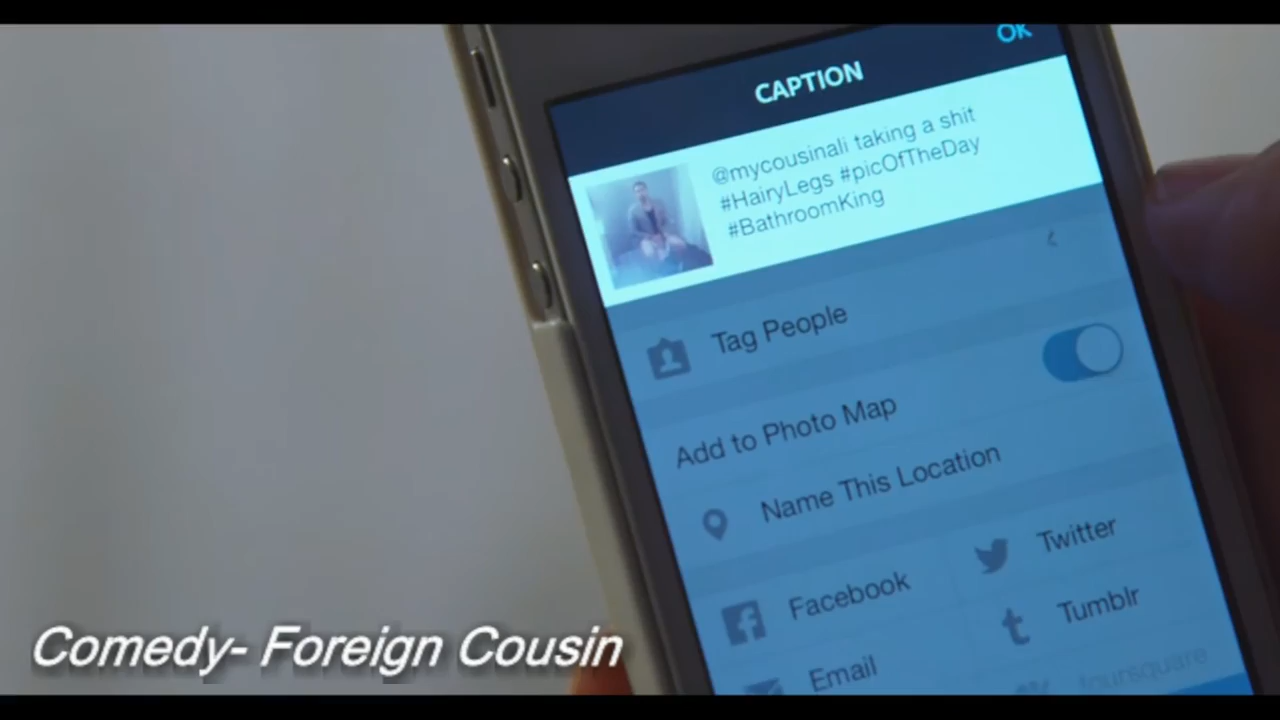 OK
CAPTION
@mycousinali taking a shit
#HairyLegs #picOfTheDay
#BathroomKing
Tag People
Add to Photo Map
Name This Location
Facebook
Twitter
Tumblr
Email
foursquare
Comedy- Foreign Cousin